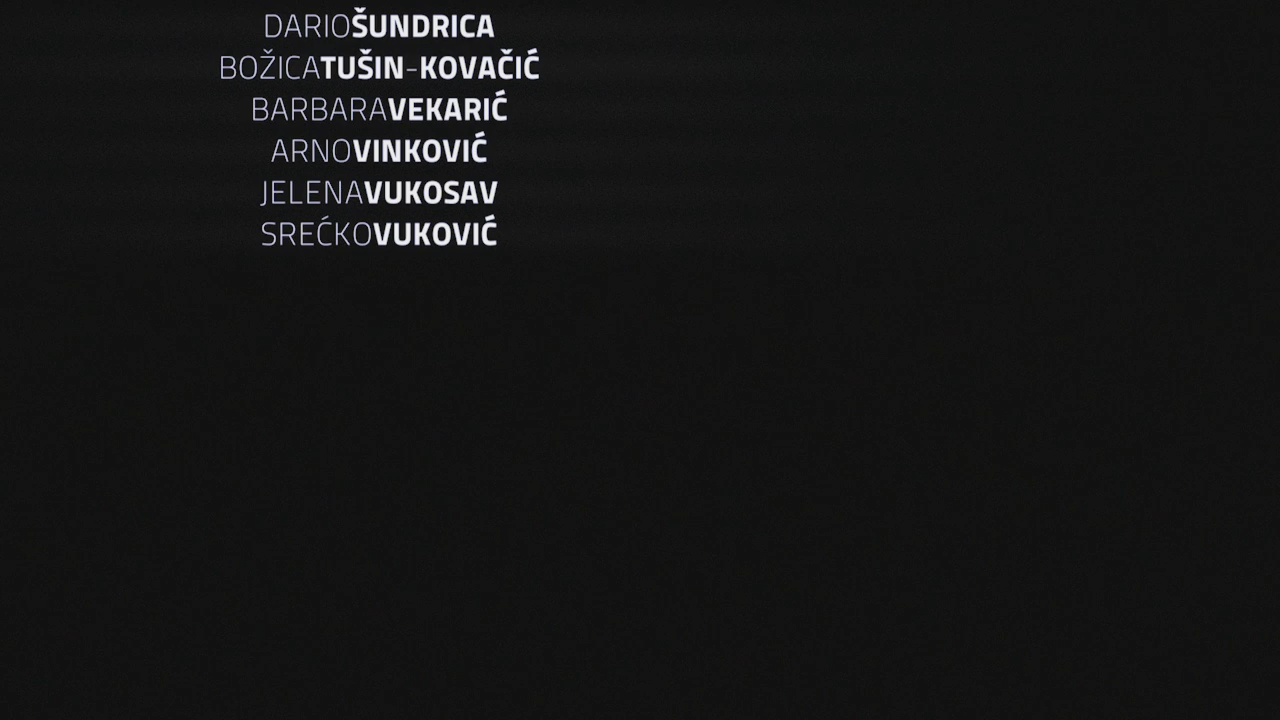 DARIOŠUNDRICA
BOŽICATUŠIN-KOVAČIĆ
BARBARAVEKARIĆ
ARNOVINKOVIĆ
JELENAVUKOSAV
SREĆKOVUKOVIĆ